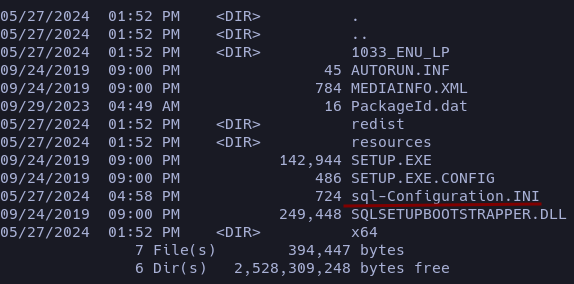 05/27/2024  01:52 PM    <DIR>          .
05/27/2024  01:52 PM    <DIR>          ..
05/27/2024  01:52 PM    <DIR>          1033_ENU_LP
09/24/2019  09:00 PM                45 AUTORUN.INF
09/24/2019  09:00 PM               784 MEDIAINFO.XML
09/29/2023  04:49 AM                16 PackageId.dat
05/27/2024  01:52 PM    <DIR>          redist
05/27/2024  01:52 PM    <DIR>          resources
09/24/2019  09:00 PM           142,944 SETUP.EXE
09/24/2019  09:00 PM               486 SETUP.EXE.CONFIG
05/27/2024  04:58 PM               724 sql-Configuration.INI
09/24/2019  09:00 PM           249,448 SQLSETUPBOOTSTRAPPER.DLL
05/27/2024  01:52 PM    <DIR>          x64
               7 File(s)        394,447 bytes
               6 Dir(s)   2,528,309,248 bytes free